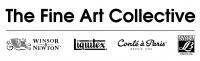 The Fine Art Collective
WINSOR & NEWTON
Liquitex
Conté à Paris